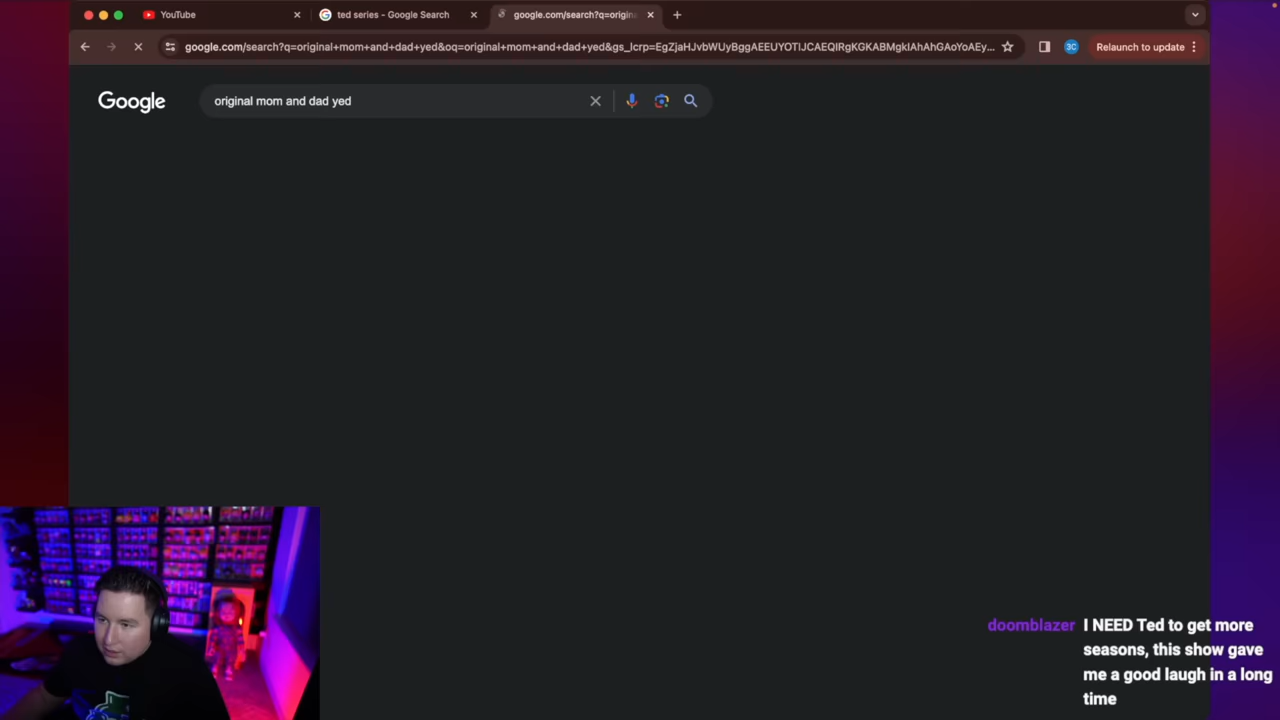 YouTube
ted series - Google Search
google.com/search?q=origina
google.com/search?q=original+mom+and+dad+yed&oq=original+mom+and+dad+yed&gs_lcrp=EgZjaHJvbWUyBggAEEUYOTIJCAEQIRgKGKABMgkIAhAhGAoYoAEy...
Relaunch to update
Google
original mom and dad yed
doomblazer I NEED Ted to get more
seasons, this show gave
me a good laugh in a long
time